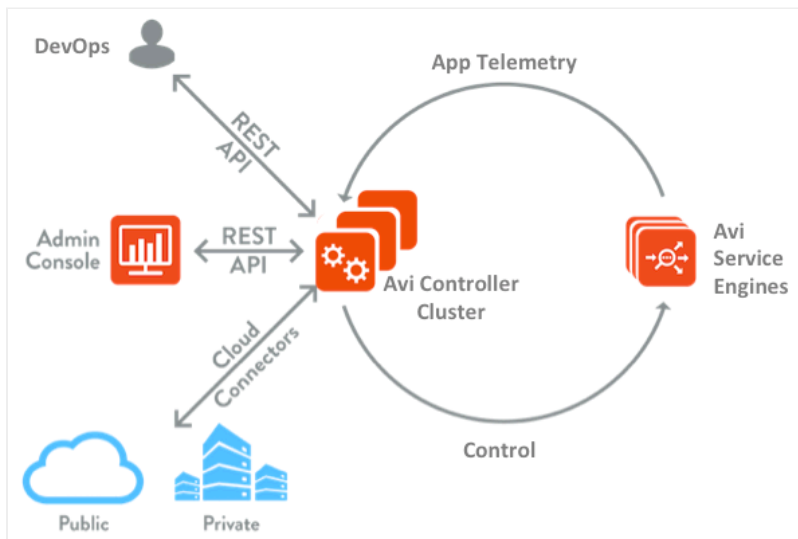 DevOps
App Telemetry
REST
API
Admin
Console
REST
API
Avi
Service
Engines
Avi Controller
Cluster
Cloud
Connectors
Control
Public
Private